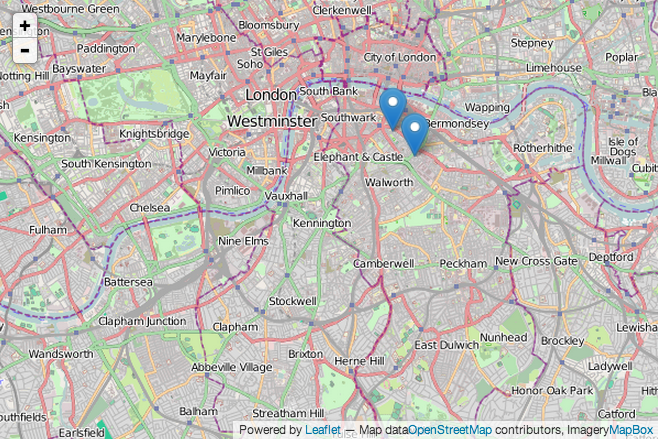 Westbourne Green
Clerkenwell
+
Bloomsbury
Marylebone
Paddington
St Giles
City of London
Stepney
Poplar
Soho
Bayswater
Notting Hill
Mayfair
Limehouse
-
London
South Bank
Wapping
Westminster
Southwark
Bermondsey
Kensington
Knightsbridge
Isle of
Dogs
Rotherhithe
Victoria
Elephant & Castle
Millwall
South Kensington
Millbank
Cubitt
Walworth
Pimlico
Vauxhall
Chelsea
Kennington
Fulham
Nine Elms
Deptford
Camberwell
Peckham
New Cross Gate
Battersea
Stockwell
Clapham Junction
Clapham
Lewisham
Nunhead
Brockley
East Dulwich
Wandsworth
Brixton
Herne Hill
Abbeville Village
Ladywell
Honor Oak Park
Balham
Streatham Hill
Catford
Southfields
Earlsfield
Powered by Leaflet — Map dataOpenStreetMap contributors, ImageryMapBox